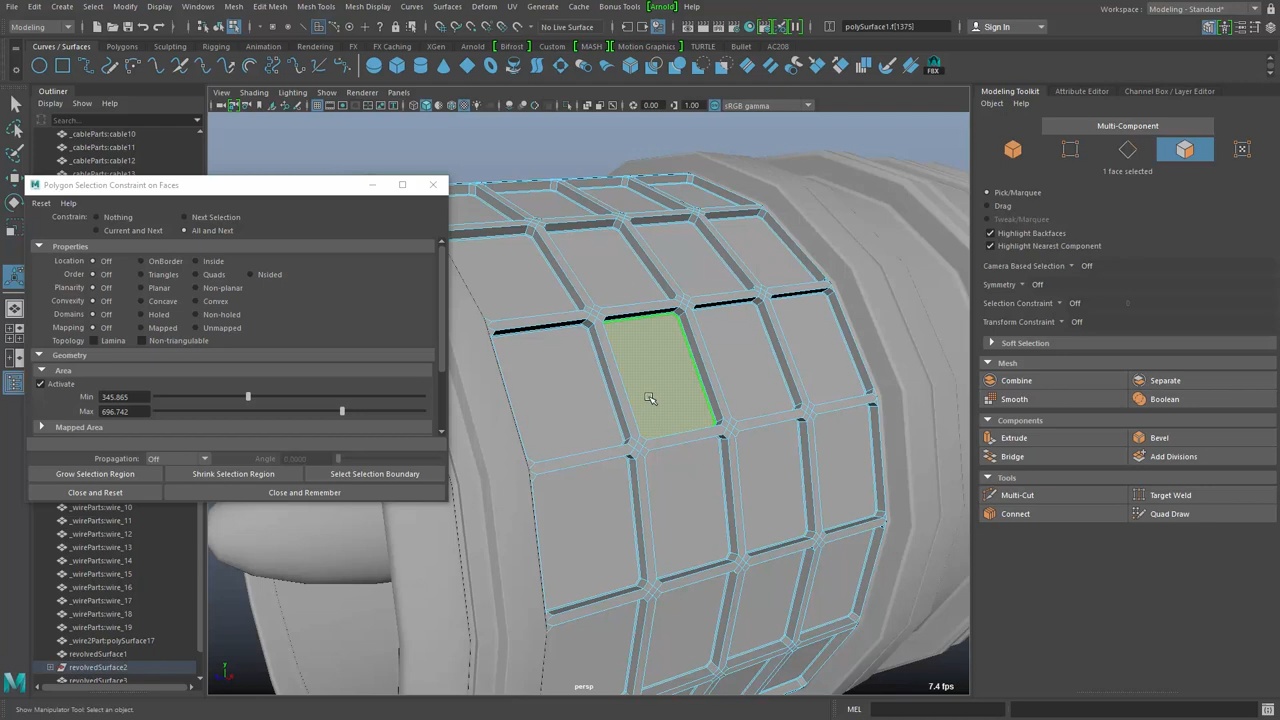 File Edit Create Select Modify Display Windows Mesh Edit Mesh Mesh Tools Mesh Display Curves Surfaces Deform UV Generate Cache Bonus Tools [Arnold] Help
Workspace: Modeling - Standard*
Modeling No Live Surface polySurface1.f[1375] Sign In
Curves / Surfaces Polygons Sculpting Rigging Animation Rendering FX FX Caching XGen Arnold Bifrost Custom MASH Motion Graphics TURTLE Bullet AC208
FBX
Outliner
Display Show Help
Search...
_cableParts:cable10
_cableParts:cable11
_cableParts:cable12
View Shading Lighting Show Renderer Panels
0.00 1.00 sRGB gamma
Polygon Selection Constraint on Faces
Reset Help
Constrain: Nothing Next Selection
Current and Next All and Next
Properties
Location Off OnBorder Inside
Order Off Triangles Quads Nsided
Planarity Off Planar Non-planar
Convexity Off Concave Convex
Domains Off Holed Non-holed
Mapping Off Mapped Unmapped
Topology Lamina Non-triangulable
Geometry
Area
Activate
Min 345.865
Max 696.742
Mapped Area
Propagation: Off Angle 0.0000
Grow Selection Region Shrink Selection Region Select Selection Boundary
Close and Reset Close and Remember
_wireParts:wire_10
_wireParts:wire_11
_wireParts:wire_12
_wireParts:wire_13
_wireParts:wire_14
_wireParts:wire_15
_wireParts:wire_16
_wireParts:wire_17
_wireParts:wire_18
_wireParts:wire_19
_wire2Part:polySurface17
revolvedSurface1
revolvedSurface2
revolvedSurface3
persp
7.4 fps
Modeling Toolkit Attribute Editor Channel Box / Layer Editor
Object Help
Multi-Component
1 face selected
Pick/Marquee
Drag
Tweak/Marquee
Highlight Backfaces
Highlight Nearest Component
Camera Based Selection Off
Symmetry Off
Selection Constraint Off
Transform Constraint Off
Soft Selection
Mesh
Combine Separate
Smooth Boolean
Components
Extrude Bevel
Bridge Add Divisions
Tools
Multi-Cut Target Weld
Connect Quad Draw
Show Manipulator Tool: Select an object.
MEL